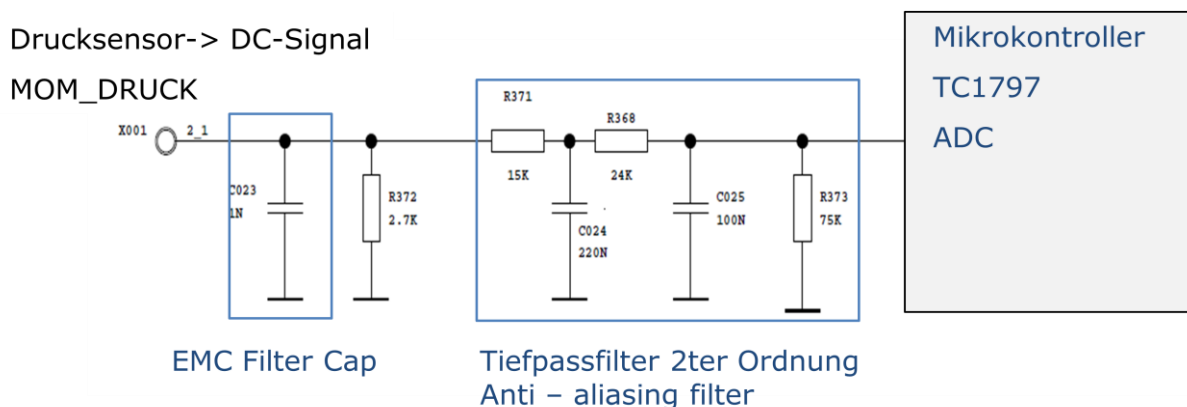 Drucksensor-> DC-Signal
MOM_DRUCK
X001
2_1
C023
1N
R372
2.7K
R371
15K
R368
24K
C024
220N
C025
100N
R373
75K
Mikrokontroller
TC1797
ADC
EMC Filter Cap
Tiefpassfilter 2ter Ordnung
Anti – aliasing filter